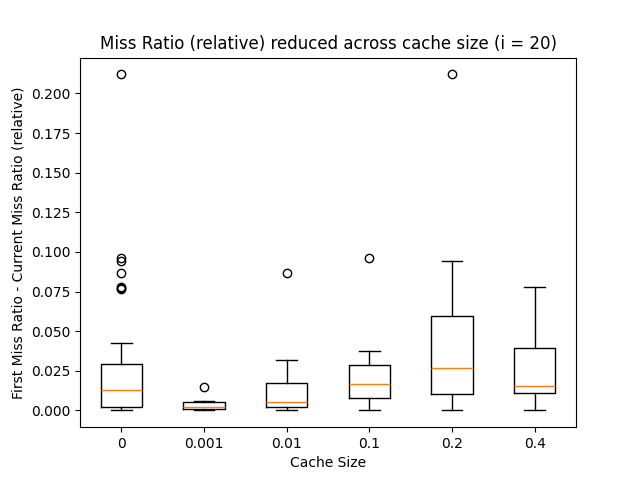 Miss Ratio (relative) reduced across cache size (i = 20)
First Miss Ratio - Current Miss Ratio (relative)
0.200
0.175
0.150
0.125
0.100
0.075
0.050
0.025
0.000
0 0.001 0.01 0.1 0.2 0.4
Cache Size